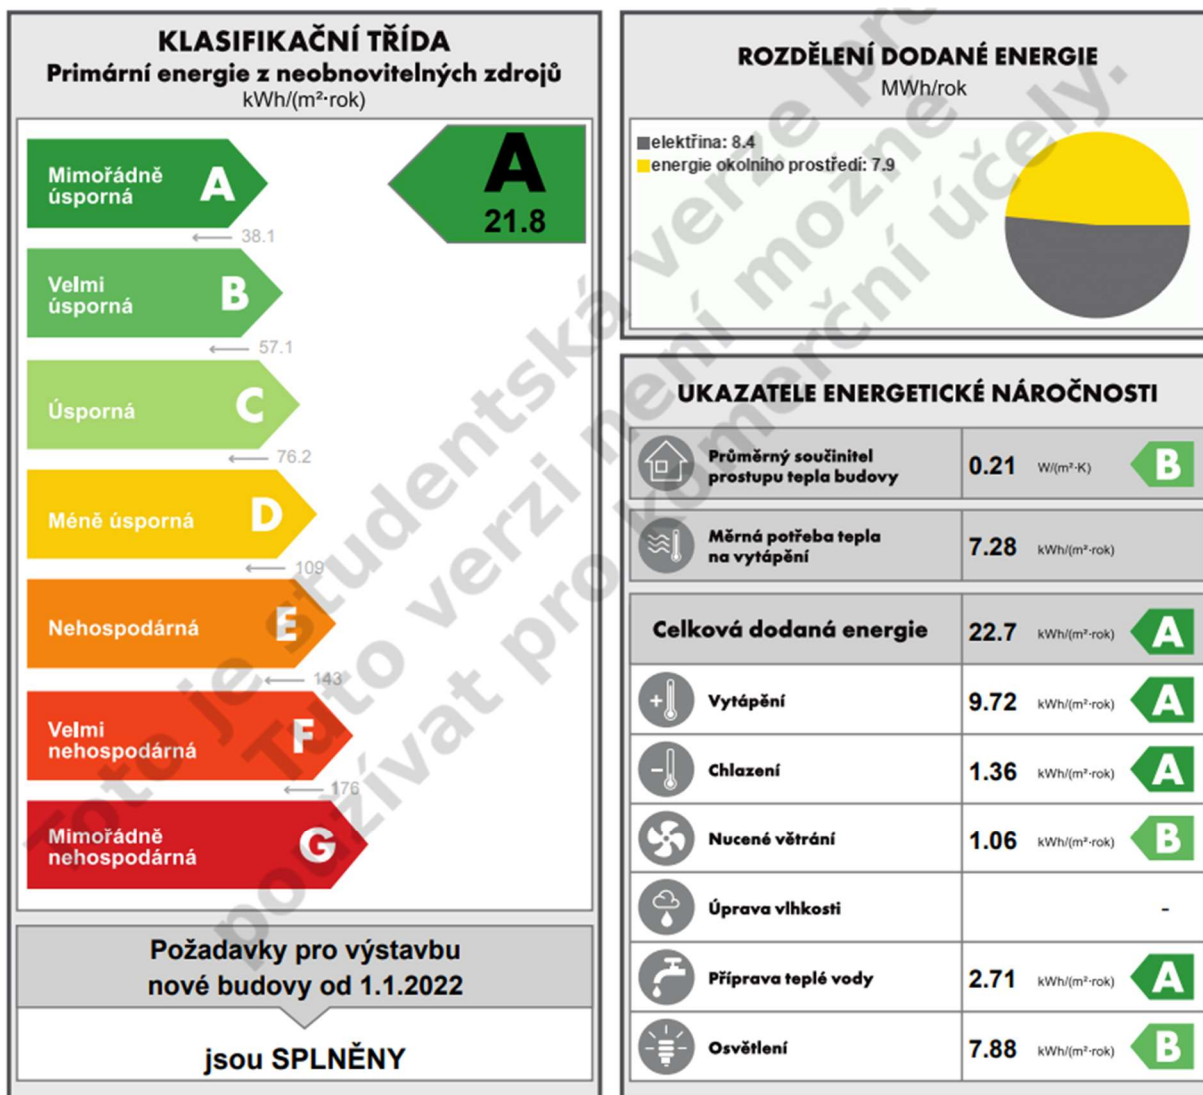 KLASIFIKAČNÍ TŘÍDA
Primární energie z neobnovitelných zdrojů
kWh/(m²·rok)
Mimořádně
úsporná
A
A
21.8
← 38.1
Velmi
úsporná
B
← 57.1
Úsporná
C
← 76.2
Méně úsporná
D
← 109
Nehospodárná
E
← 143
Velmi
nehospodárná
F
← 176
Mimořádně
nehospodárná
G
Požadavky pro výstavbu
nové budovy od 1.1.2022
jsou SPLNĚNY
ROZDĚLENÍ DODANÉ ENERGIE
MWh/rok
elektřina: 8.4
energie okolního prostředí: 7.9
UKAZATELE ENERGETICKÉ NÁROČNOSTI
Průměrný součinitel
prostupu tepla budovy
0.21 W/(m²·K) B
Měrná potřeba tepla
na vytápění
7.28 kWh/(m²·rok)
Celková dodaná energie 22.7 kWh/(m²·rok) A
Vytápění 9.72 kWh/(m²·rok) A
Chlazení 1.36 kWh/(m²·rok) A
Nucené větrání 1.06 kWh/(m²·rok) B
Úprava vlhkosti -
Příprava teplé vody 2.71 kWh/(m²·rok) A
Osvětlení 7.88 kWh/(m²·rok) B
Toto je studentská verze pro
Tuto verzi není možné
používat pro komerční účely.